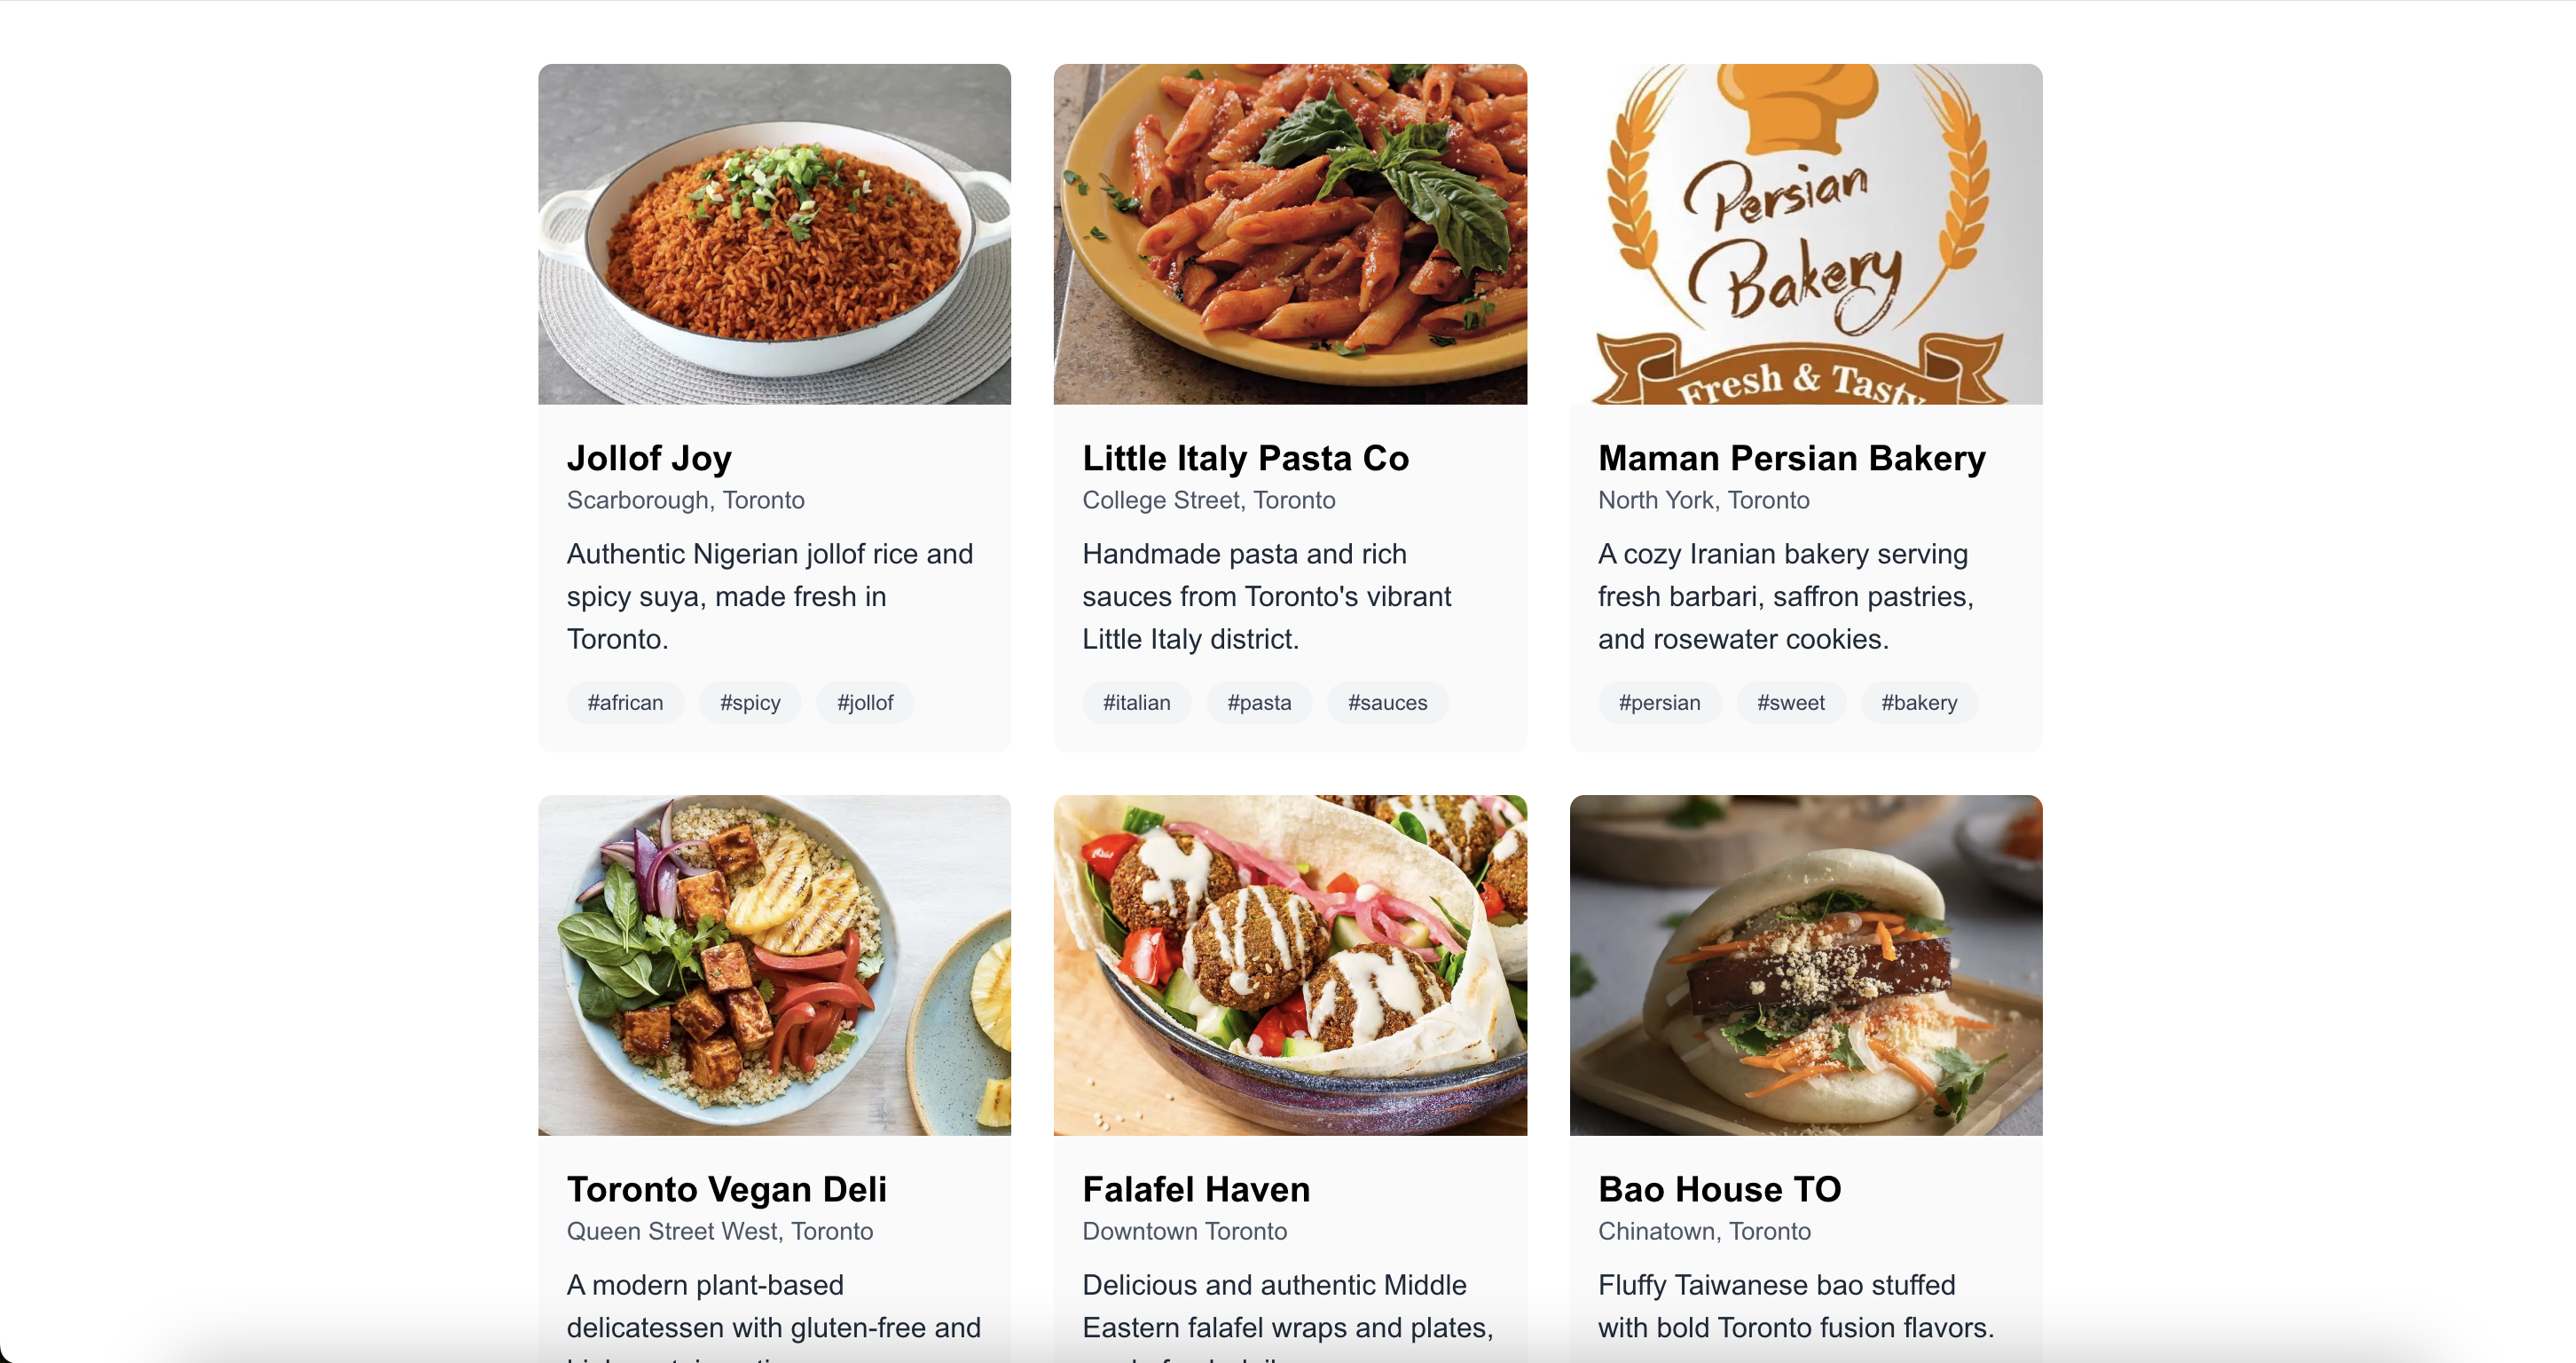 Persian
Bakery
Fresh & Tasty
Jollof Joy
Scarborough, Toronto
Authentic Nigerian jollof rice and
spicy suya, made fresh in
Toronto.
#african #spicy #jollof
Little Italy Pasta Co
College Street, Toronto
Handmade pasta and rich
sauces from Toronto's vibrant
Little Italy district.
#italian #pasta #sauces
Maman Persian Bakery
North York, Toronto
A cozy Iranian bakery serving
fresh barbari, saffron pastries,
and rosewater cookies.
#persian #sweet #bakery
Toronto Vegan Deli
Queen Street West, Toronto
A modern plant-based
delicatessen with gluten-free and
Falafel Haven
Downtown Toronto
Delicious and authentic Middle
Eastern falafel wraps and plates,
Bao House TO
Chinatown, Toronto
Fluffy Taiwanese bao stuffed
with bold Toronto fusion flavors.